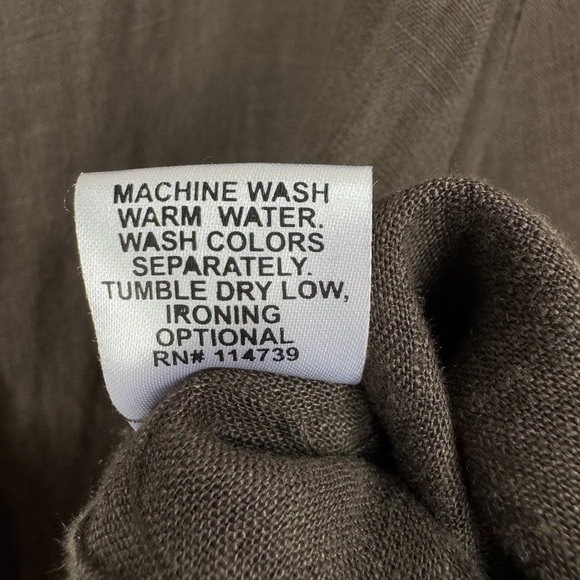 MACHINE WASH
WARM WATER.
WASH COLORS
SEPARATELY.
TUMBLE DRY LOW,
IRONING
OPTIONAL
RN# 114739